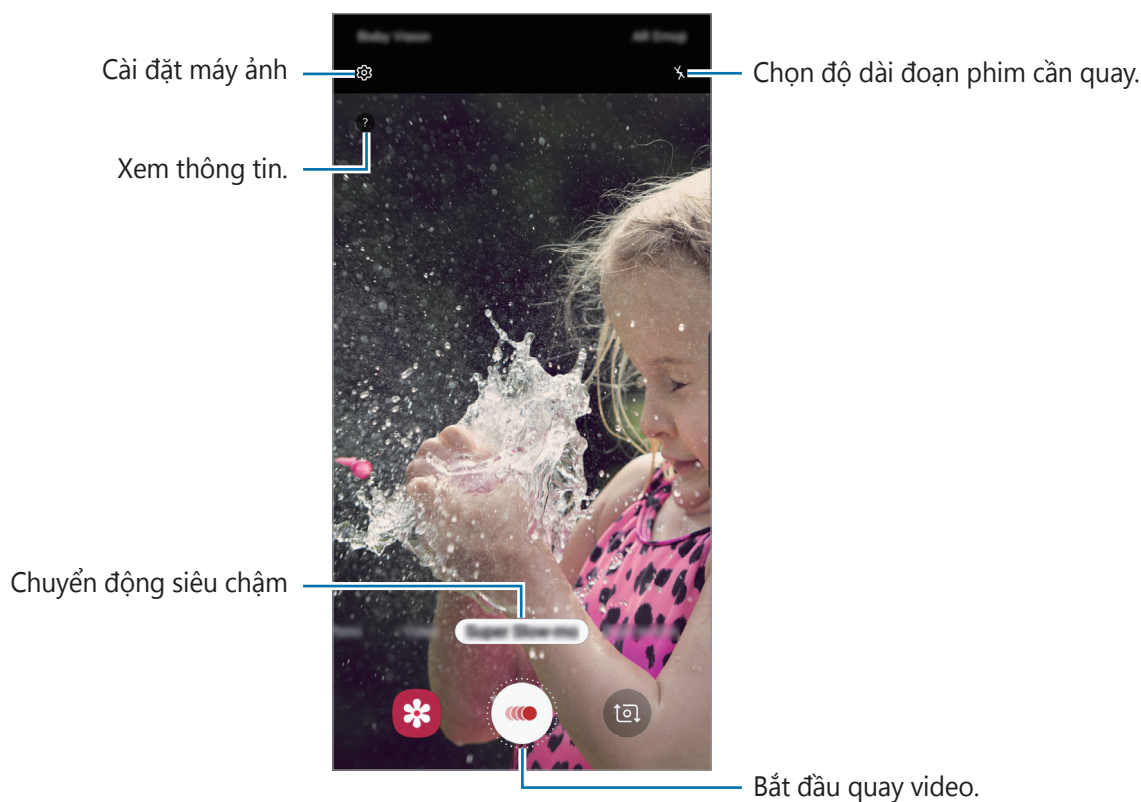 Cài đặt máy ảnh
Chọn độ dài đoạn phim cần quay.
?
Xem thông tin.
Chuyển động siêu chậm
Super Slow-mo
Bắt đầu quay video.